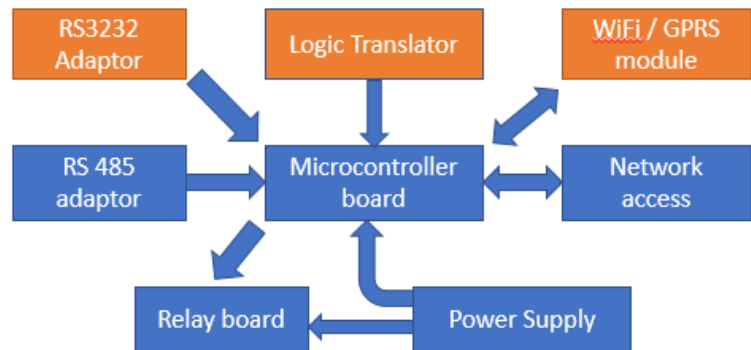 RS3232
Adaptor
Logic Translator
WiFi / GPRS
module
RS 485
adaptor
Microcontroller
board
Network
access
Relay board
Power Supply